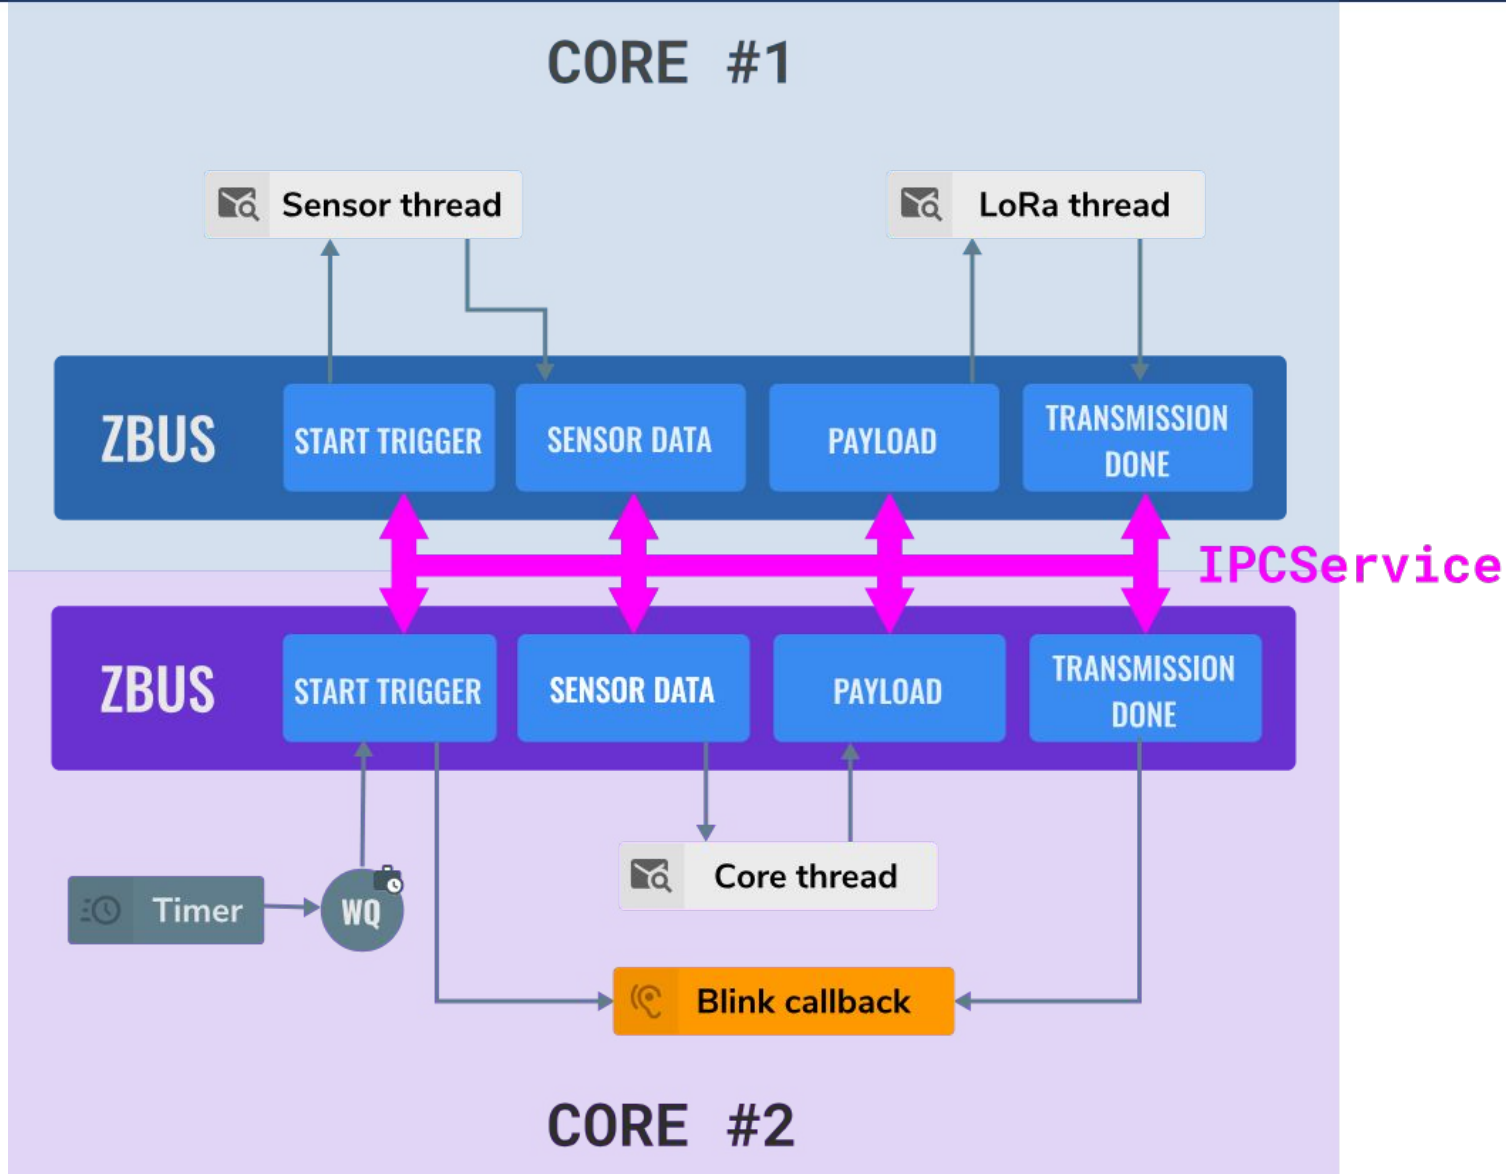 CORE #1
Sensor thread
LoRa thread
ZBUS
START TRIGGER
SENSOR DATA
PAYLOAD
TRANSMISSION
DONE
IPCService
ZBUS
START TRIGGER
SENSOR DATA
PAYLOAD
TRANSMISSION
DONE
Timer
WQ
Core thread
Blink callback
CORE #2